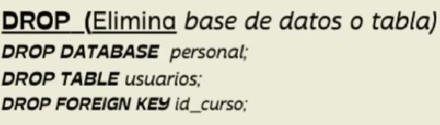 DROP (Elimina base de datos o tabla)
DROP DATABASE personal;
DROP TABLE usuarios;
DROP FOREIGN KEY id_curso;